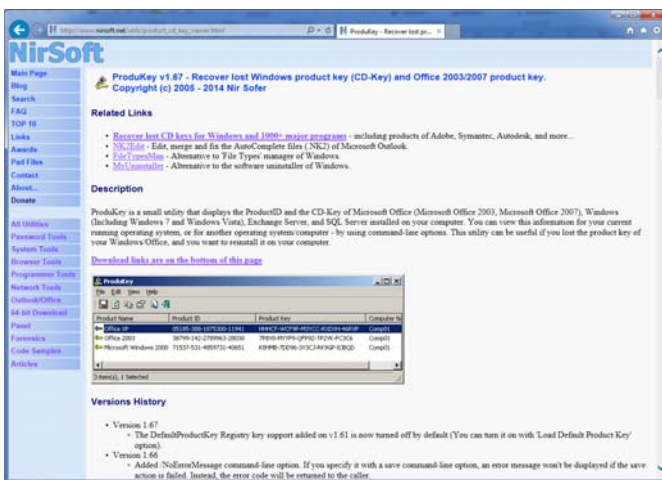 www.nirsoft.net/utils/product_cd_key_viewer.html
ProduKey - Recover lost pr...
NirSoft
Main Page
Blog
Search
FAQ
TOP 10
Links
Awards
Pad Files
Contact
About...
Donate
All Utilities
Password Tools
System Tools
Browser Tools
Programmer Tools
Network Tools
Outlook/Office
64-bit Download
Panel
Forensics
Code Samples
Articles
ProduKey v1.67 - Recover lost Windows product key (CD-Key) and Office 2003/2007 product key.
Copyright (c) 2005 - 2014 Nir Sofer
Related Links
Recover lost CD keys for Windows and 1000+ major programs - including products of Adobe, Symantec, Autodesk, and more...
NK2Edit - Edit, merge and fix the AutoComplete files (.NK2) of Microsoft Outlook.
FileTypesMan - Alternative to 'File Types' manager of Windows.
MyUninstaller - Alternative to the software uninstaller of Windows.
Description
ProduKey is a small utility that displays the ProductID and the CD-Key of Microsoft Office (Microsoft Office 2003, Microsoft Office 2007), Windows
(Including Windows 7 and Windows Vista), Exchange Server, and SQL Server installed on your computer. You can view this information for your current
running operating system, or for another operating system/computer - by using command-line options. This utility can be useful if you lost the product key of
your Windows/Office, and you want to reinstall it on your computer.
Download links are on the bottom of this page
ProduKey
File Edit View Help
Product Name Product ID Product Key Computer N
Office XP Comp01
Office 2003 Comp01
Microsoft Windows 2000 Comp01
3 item(s), 1 Selected
Versions History
Version 1.67
The DefaultProductKey Registry key support added on v1.61 is now turned off by default (You can turn it on with 'Load Default Product Key'
option).
Version 1.66
Added /NoErrorMessage command-line option. If you specify it with a save command-line option, an error message won't be displayed if the save
action is failed. Instead, the error code will be returned to the caller.